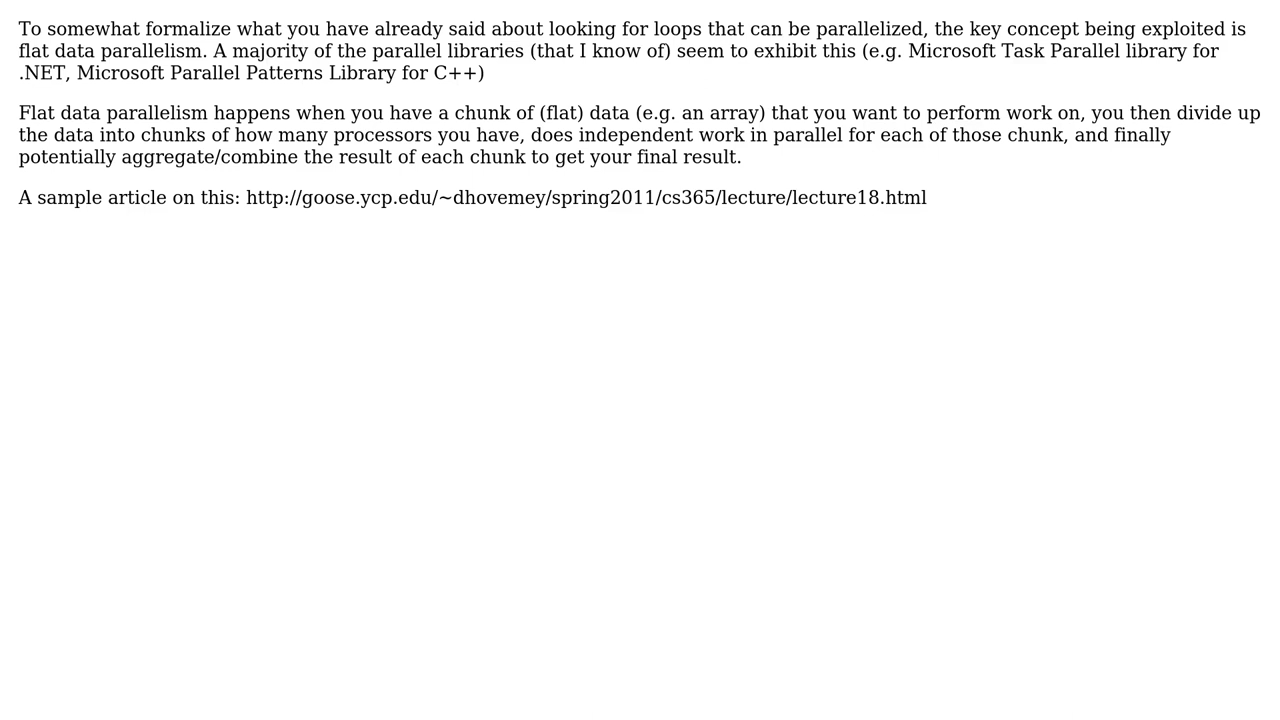 To somewhat formalize what you have already said about looking for loops that can be parallelized, the key concept being exploited is
flat data parallelism. A majority of the parallel libraries (that I know of) seem to exhibit this (e.g. Microsoft Task Parallel library for
.NET, Microsoft Parallel Patterns Library for C++)
Flat data parallelism happens when you have a chunk of (flat) data (e.g. an array) that you want to perform work on, you then divide up
the data into chunks of how many processors you have, does independent work in parallel for each of those chunk, and finally
potentially aggregate/combine the result of each chunk to get your final result.
A sample article on this: http://goose.ycp.edu/~dhovemey/spring2011/cs365/lecture/lecture18.html